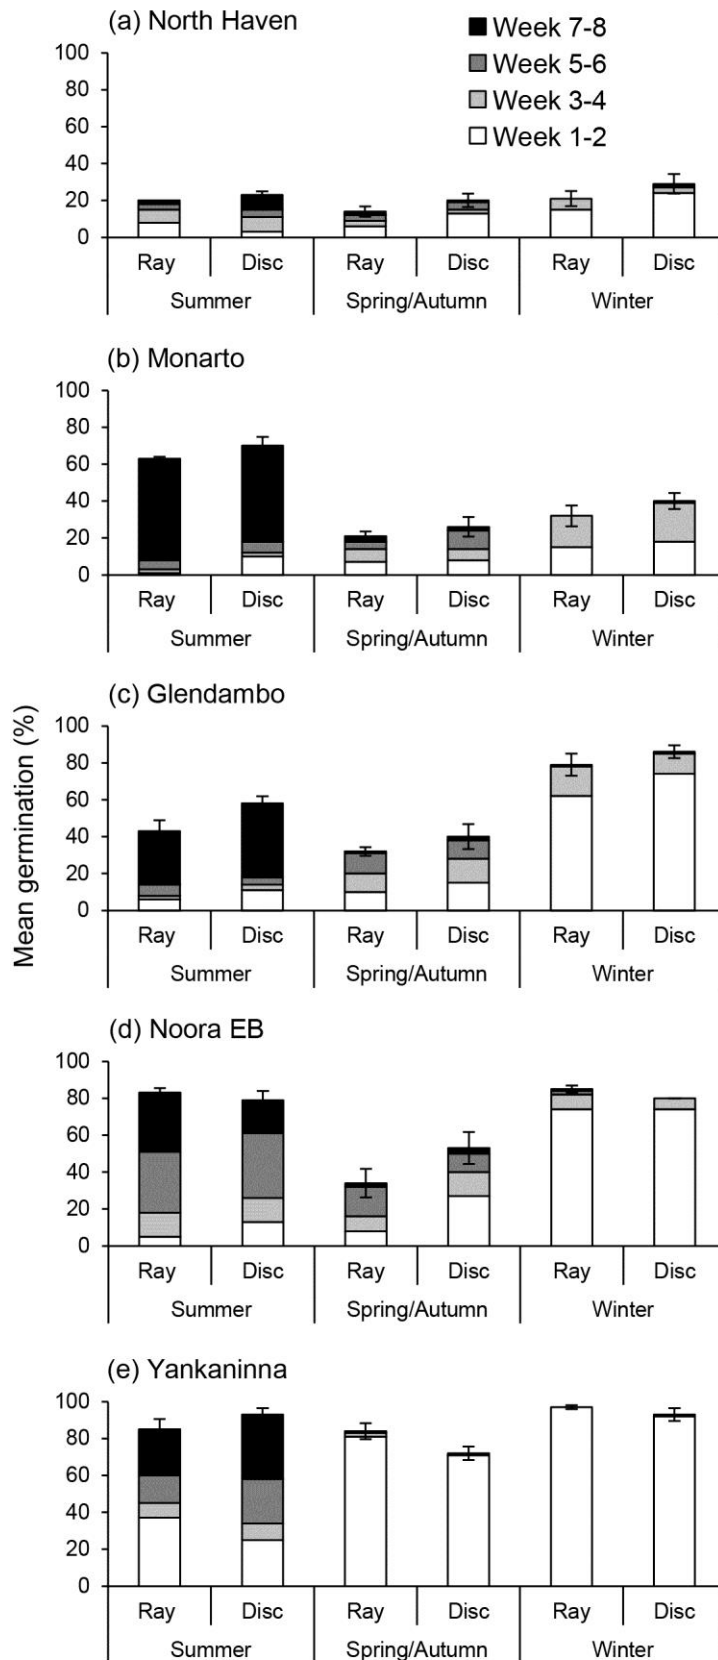 (a) North Haven
Week 7-8
Week 5-6
Week 3-4
Week 1-2
100
80
60
40
20
0
Ray Disc Ray Disc Ray Disc
Summer Spring/Autumn Winter
(b) Monarto
100
80
60
40
20
0
Ray Disc Ray Disc Ray Disc
Summer Spring/Autumn Winter
(c) Glendambo
100
80
60
40
20
0
Ray Disc Ray Disc Ray Disc
Summer Spring/Autumn Winter
Mean germination (%)
(d) Noora EB
100
80
60
40
20
0
Ray Disc Ray Disc Ray Disc
Summer Spring/Autumn Winter
(e) Yankaninna
100
80
60
40
20
0
Ray Disc Ray Disc Ray Disc
Summer Spring/Autumn Winter